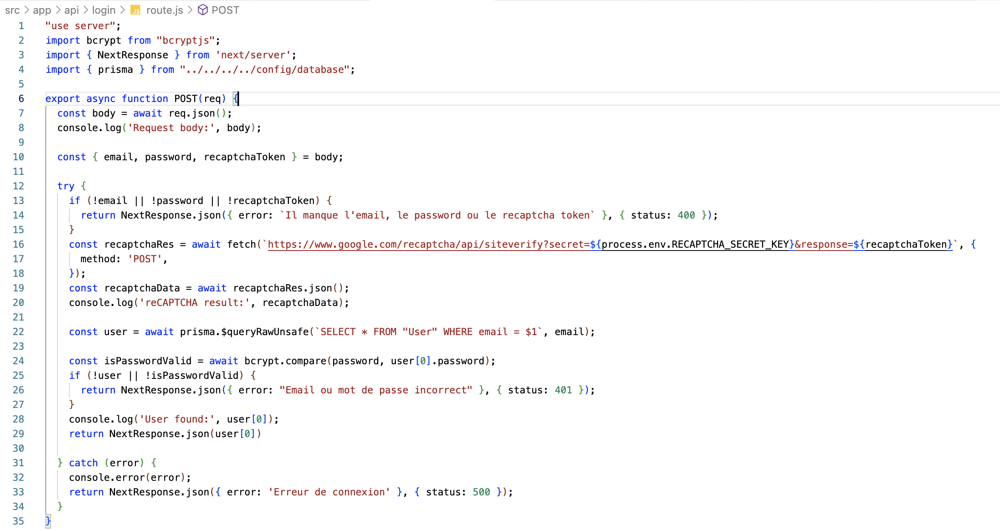 src > app > api > login > JS route.js > POST
1 "use server";
2 import bcrypt from "bcryptjs";
3 import { NextResponse } from 'next/server';
4 import { prisma } from "../../../../config/database";
5
6 export async function POST(req) {
7   const body = await req.json();
8   console.log('Request body:', body);
9
10   const { email, password, recaptchaToken } = body;
11
12   try {
13     if (!email || !password || !recaptchaToken) {
14       return NextResponse.json({ error: `Il manque l'email, le password ou le recaptcha token` }, { status: 400 });
15     }
16     const recaptchaRes = await fetch(`https://www.google.com/recaptcha/api/siteverify?secret=${process.env.RECAPTCHA_SECRET_KEY}&response=${recaptchaToken}`, {
17       method: 'POST',
18     });
19     const recaptchaData = await recaptchaRes.json();
20     console.log('reCAPTCHA result:', recaptchaData);
21
22     const user = await prisma.$queryRawUnsafe(`SELECT * FROM "User" WHERE email = $1`, email);
23
24     const isPasswordValid = await bcrypt.compare(password, user[0].password);
25     if (!user || !isPasswordValid) {
26       return NextResponse.json({ error: "Email ou mot de passe incorrect" }, { status: 401 });
27     }
28     console.log('User found:', user[0]);
29     return NextResponse.json(user[0])
30
31   } catch (error) {
32     console.error(error);
33     return NextResponse.json({ error: 'Erreur de connexion' }, { status: 500 });
34   }
35 }